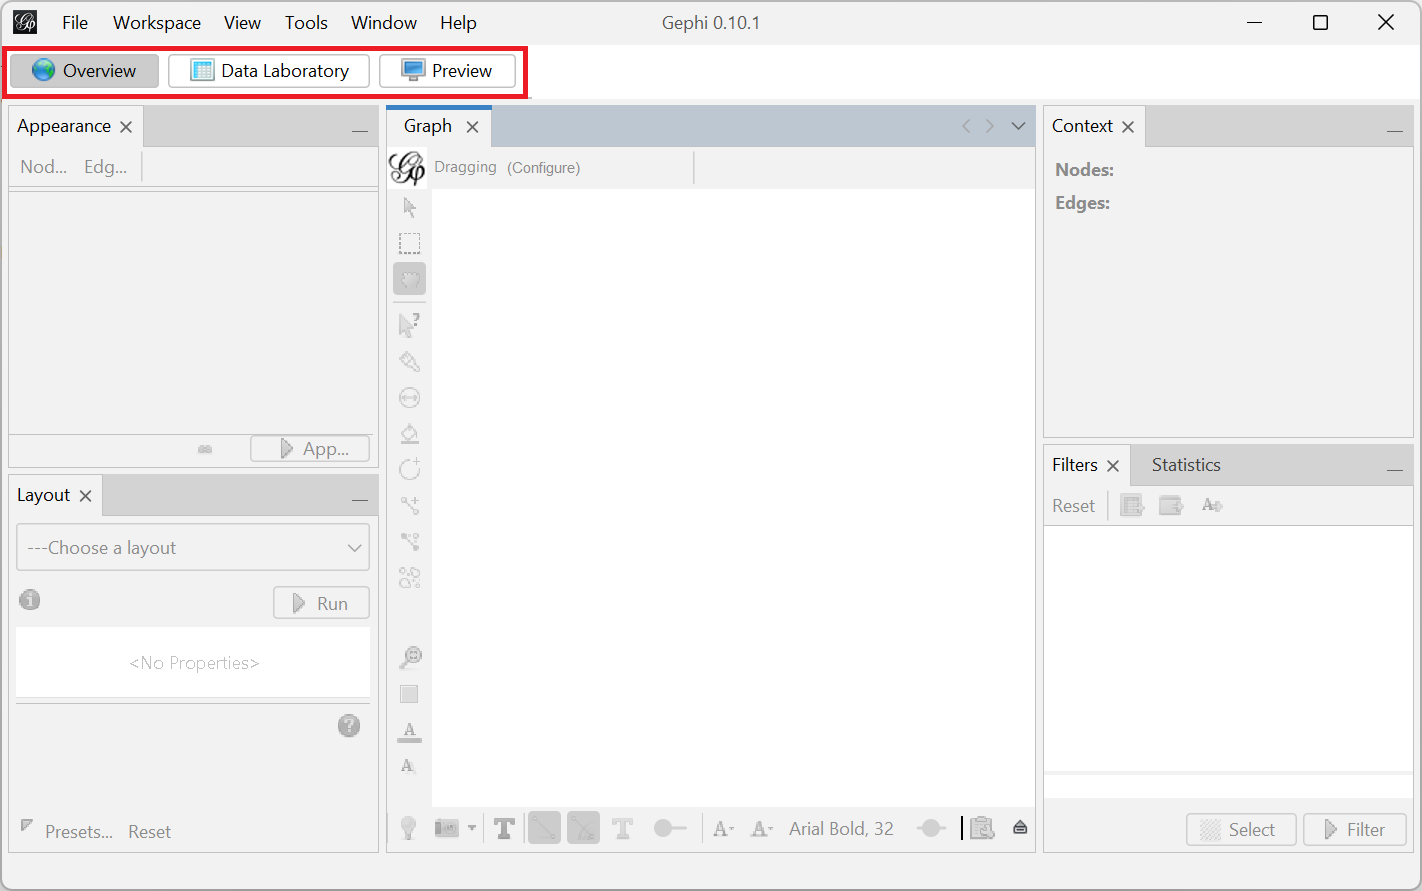 File Workspace View Tools Window Help Gephi 0.10.1
Overview Data Laboratory Preview
Appearance
Nod... Edg...
App...
Layout
---Choose a layout
Run
<No Properties>
Presets... Reset
Graph
Dragging (Configure)
Arial Bold, 32
Context
Nodes:
Edges:
Filters Statistics
Reset
Select Filter